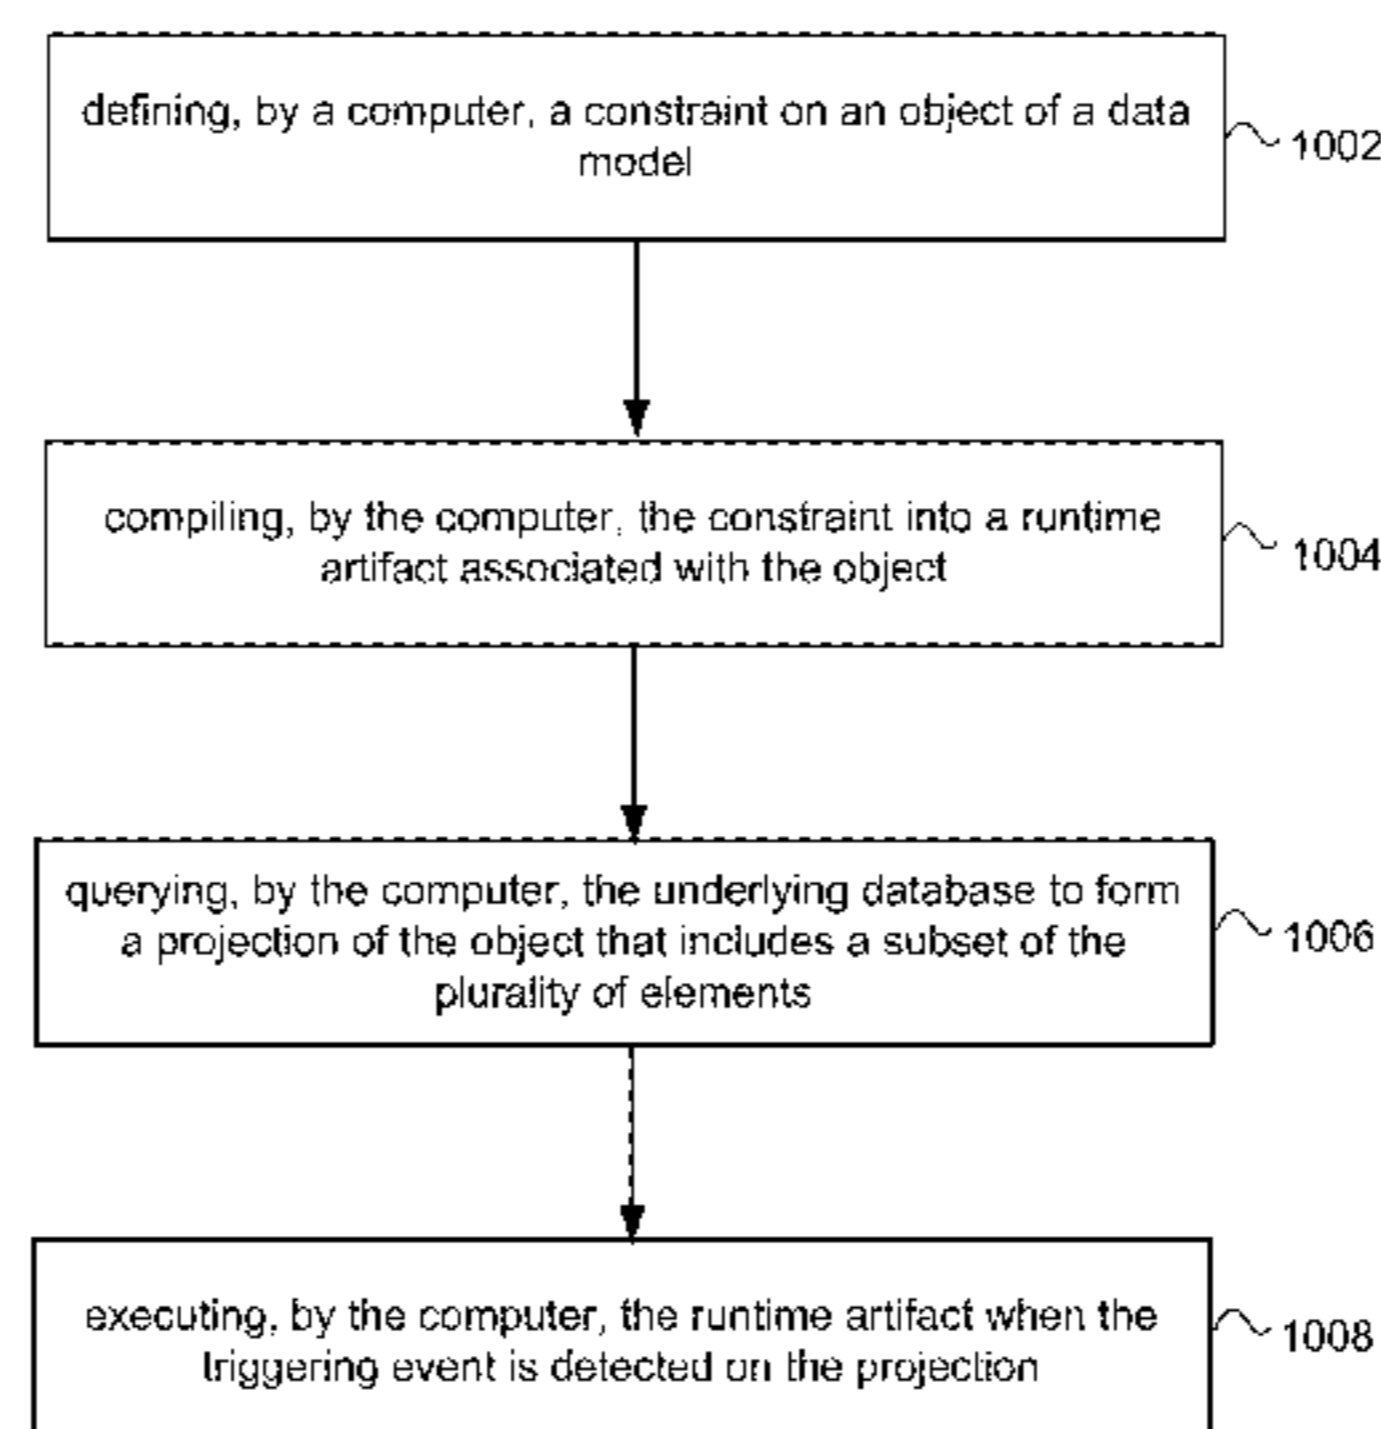 defining, by a computer, a constraint on an object of a data
model
1002
compiling, by the computer, the constraint into a runtime
artifact associated with the object
1004
querying, by the computer, the underlying database to form
a projection of the object that includes a subset of the
plurality of elements
1006
executing, by the computer, the runtime artifact when the
triggering event is detected on the projection
1008